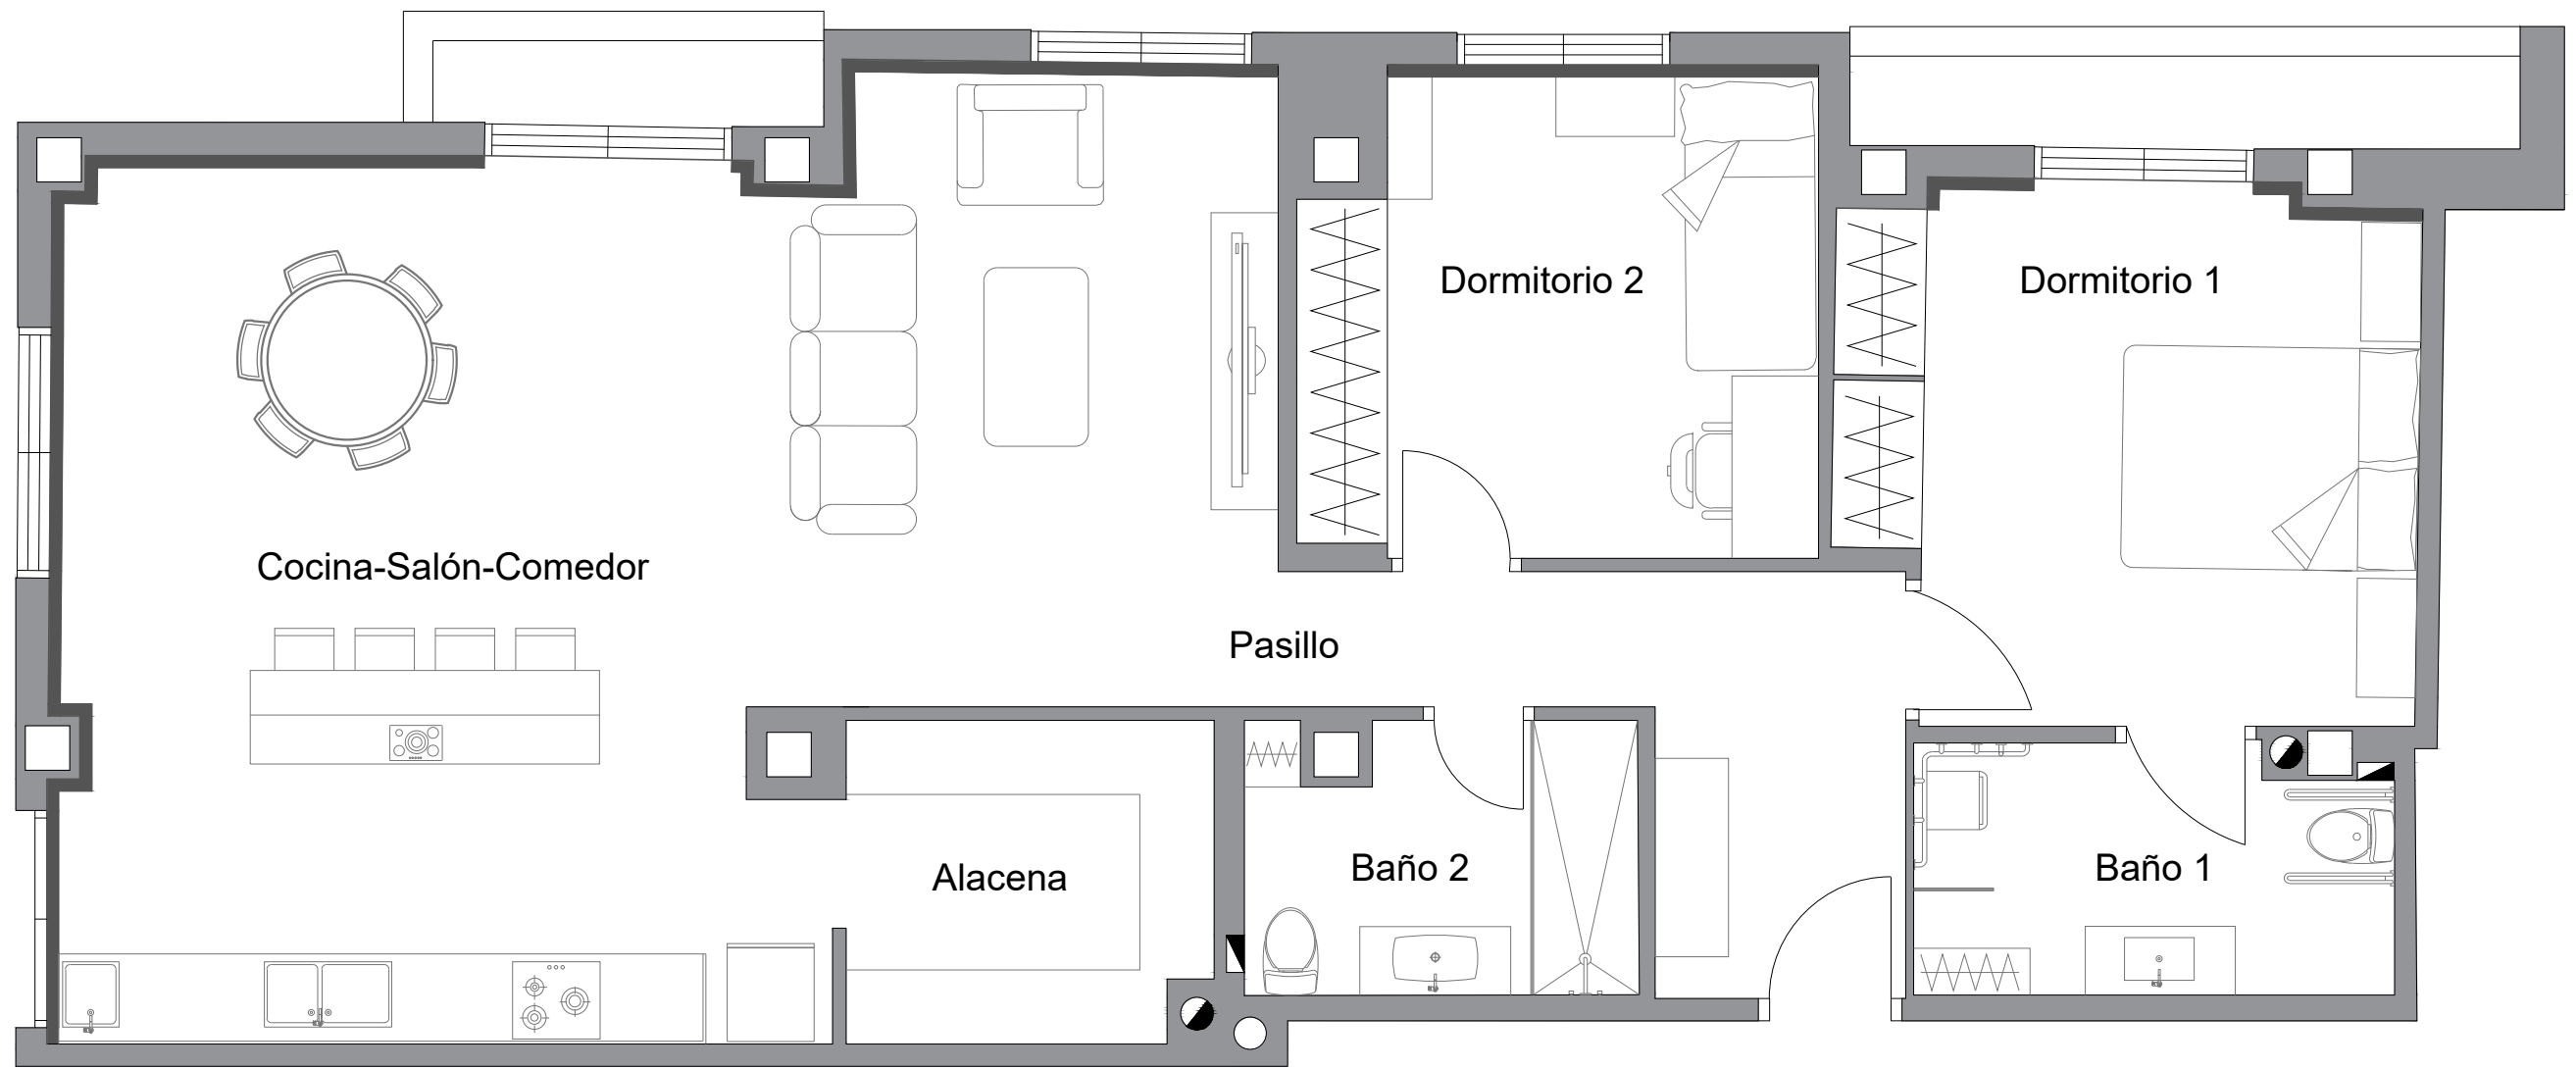 Dormitorio 2
Dormitorio 1
Cocina-Salón-Comedor
Pasillo
Alacena
Baño 2
Baño 1